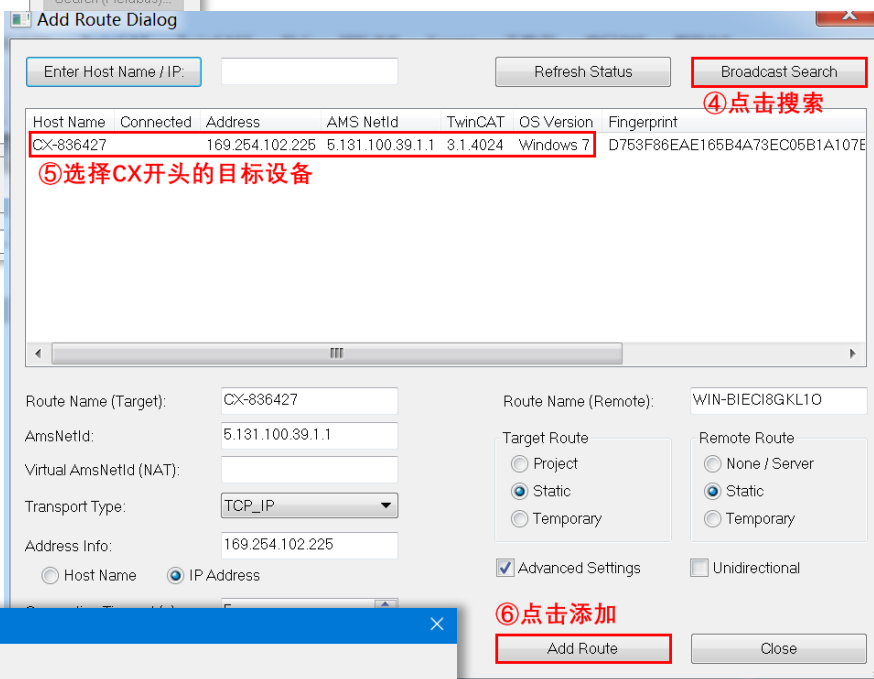 Search (Fieldbus)...
Add Route Dialog
Enter Host Name / IP:
Refresh Status
Broadcast Search
④点击搜索
Host Name Connected Address AMS NetId TwinCAT OS Version Fingerprint
CX-836427 169.254.102.225 5.131.100.39.1.1 3.1.4024 Windows 7 D753F86EAE165B4A73EC05B1A107E
⑤选择CX开头的目标设备
Route Name (Target): CX-836427
Route Name (Remote): WIN-BIECI8GKL1O
AmsNetId: 5.131.100.39.1.1
Target Route
Remote Route
Virtual AmsNetId (NAT):
Project
None / Server
Transport Type: TCP_IP
Static
Static
Temporary
Temporary
Address Info: 169.254.102.225
Host Name
IP Address
Advanced Settings
Unidirectional
⑥点击添加
Add Route
Close